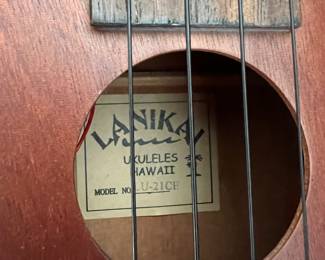 LANIKAI
UKULELES
HAWAII
MODEL NO. LU-21CE